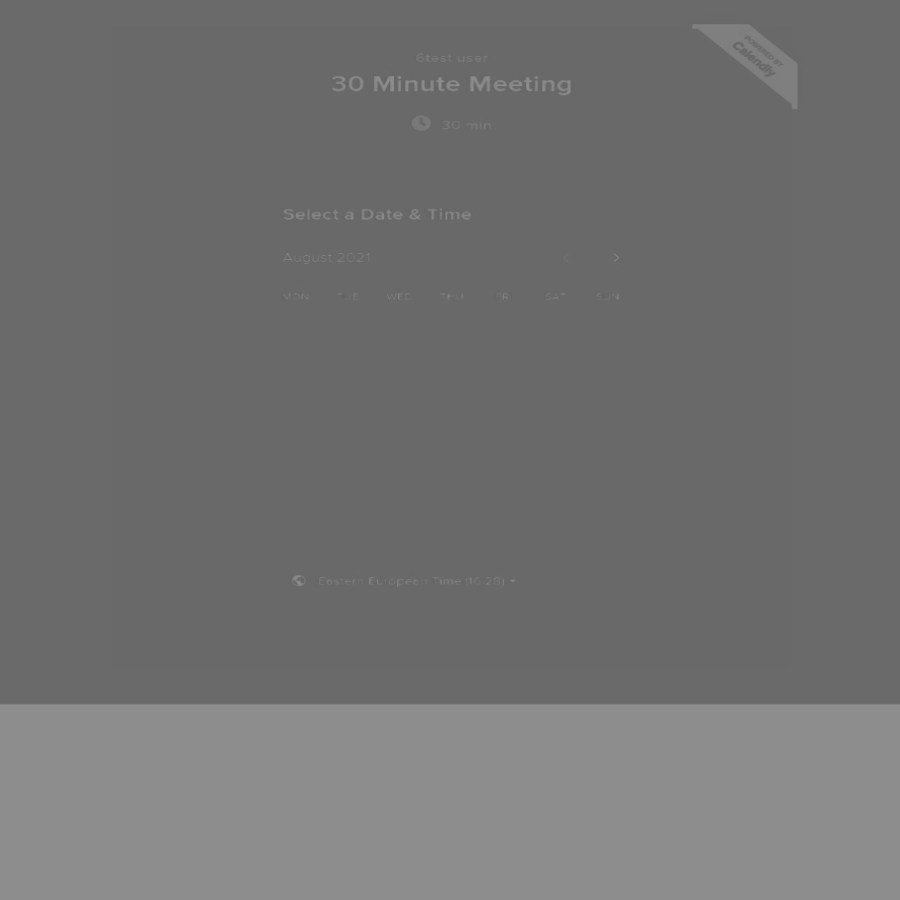 POWERED BY
Calendly
6test user
30 Minute Meeting
30 min
Select a Date & Time
August 2021
MON TUE WED THU FRI SAT SUN
Eastern European Time (16:28)